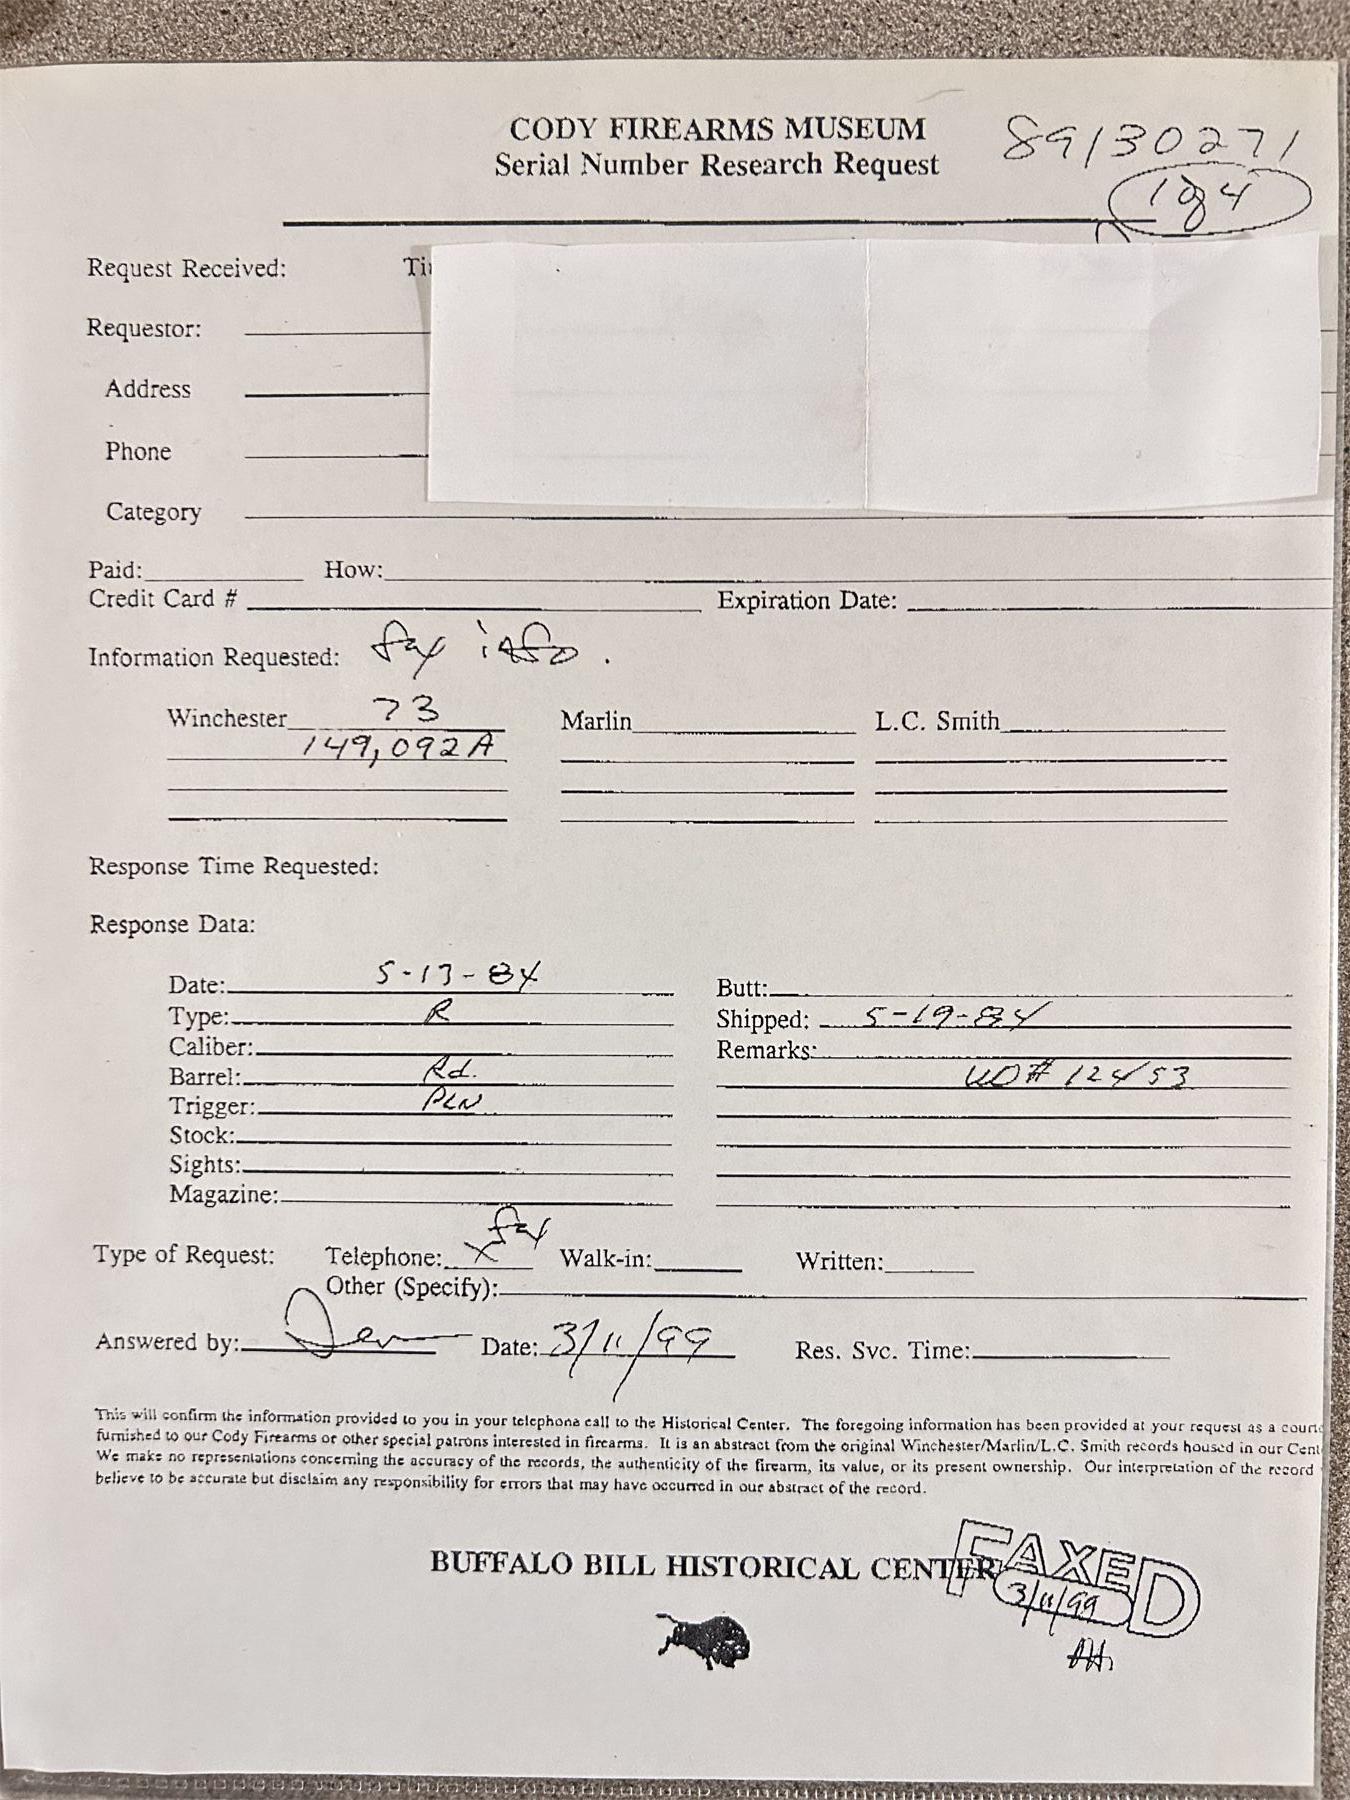 CODY FIREARMS MUSEUM
Serial Number Research Request
89130271
1 of 4
Request Received: Ti
Requestor:
Address
Phone
Category
Paid: How:
Credit Card # Expiration Date:
Information Requested: fax info.
Winchester 73 Marlin L.C. Smith
149,092A
Response Time Requested:
Response Data:
Date: 5-13-84 Butt:
Type: R Shipped: 5-19-84
Caliber: Remarks:
Barrel: Rd. WO# 12453
Trigger: PLN
Stock:
Sights:
Magazine:
fax
Type of Request: Telephone: X Walk-in: Written:
Other (Specify):
Answered by: Date: 3/11/99 Res. Svc. Time:
This will confirm the information provided to you in your telephone call to the Historical Center. The foregoing information has been provided at your request as a courte
furnished to our Cody Firearms or other special patrons interested in firearms. It is an abstract from the original Winchester/Marlin/L.C. Smith records housed in our Cent
We make no representations concerning the accuracy of the records, the authenticity of the firearm, its value, or its present ownership. Our interpretation of the record
believe to be accurate but disclaim any responsibility for errors that may have occurred in our abstract of the record.
BUFFALO BILL HISTORICAL CENTER
FAXED
3/11/99